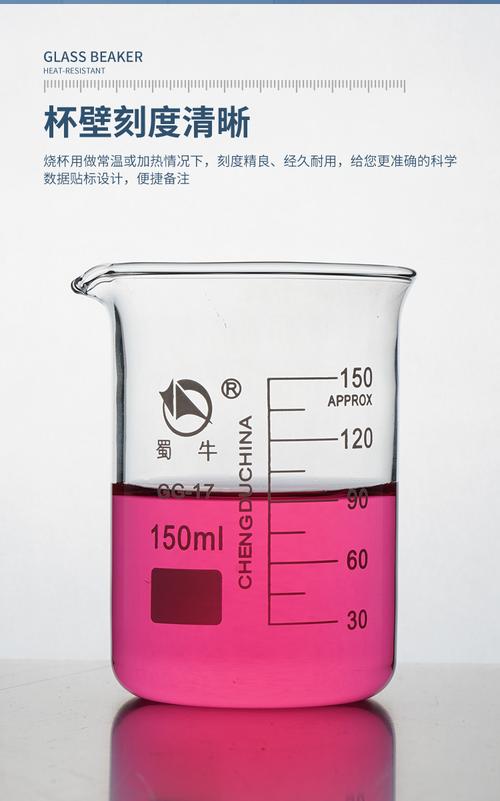 GLASS BEAKER
HEAT-RESISTANT
杯壁刻度清晰
烧杯用做常温或加热情况下，刻度精良、经久耐用，给您更准确的科学
数据贴标设计，便捷备注
®
蜀牛
GG-17
150ml
CHENGDUCHINA
150
APPROX
120
90
60
30